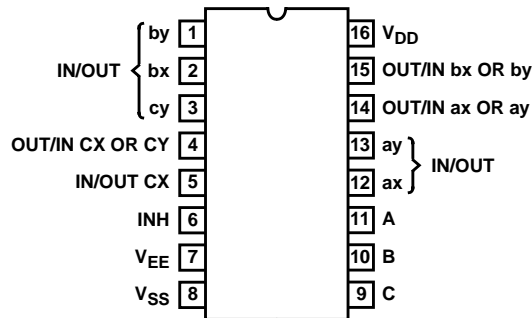 by 1
bx 2
IN/OUT
cy 3
OUT/IN CX OR CY 4
IN/OUT CX 5
INH 6
VEE 7
VSS 8
16 VDD
15 OUT/IN bx OR by
14 OUT/IN ax OR ay
13 ay
IN/OUT
12 ax
11 A
10 B
9 C